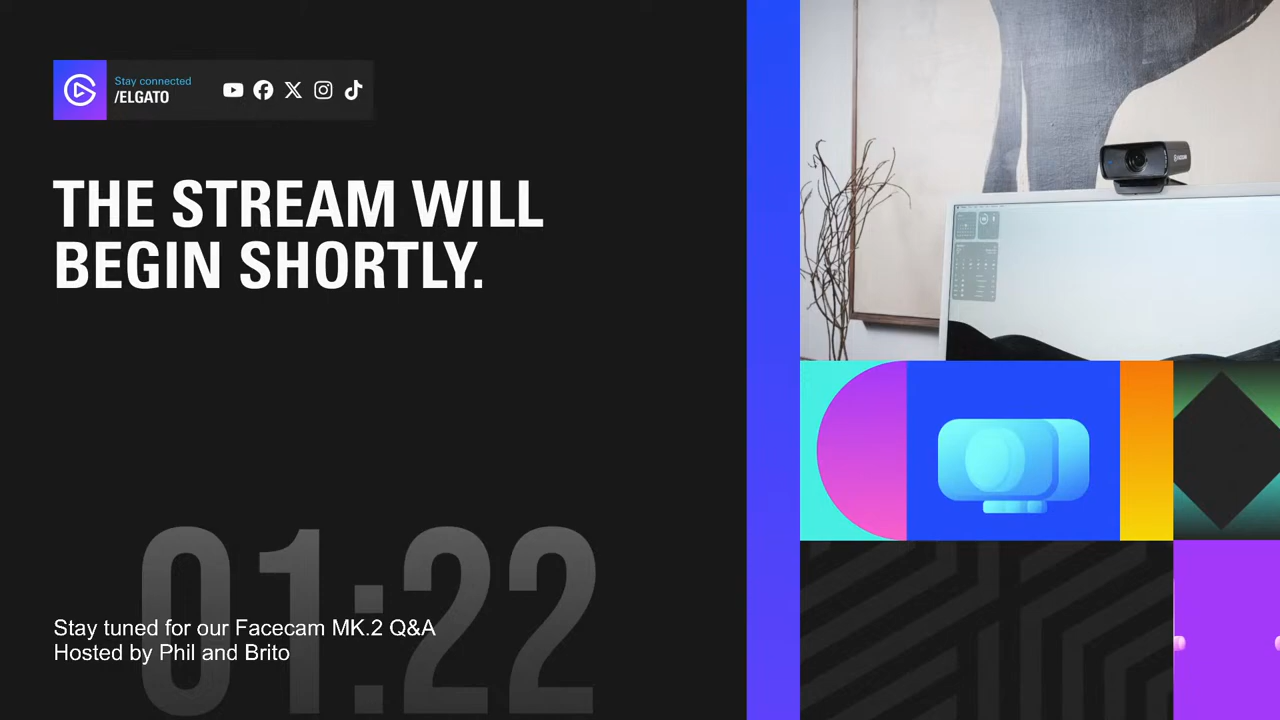 Stay connected
/ELGATO
THE STREAM WILL
BEGIN SHORTLY.
01:22
Stay tuned for our Facecam MK.2 Q&A
Hosted by Phil and Brito